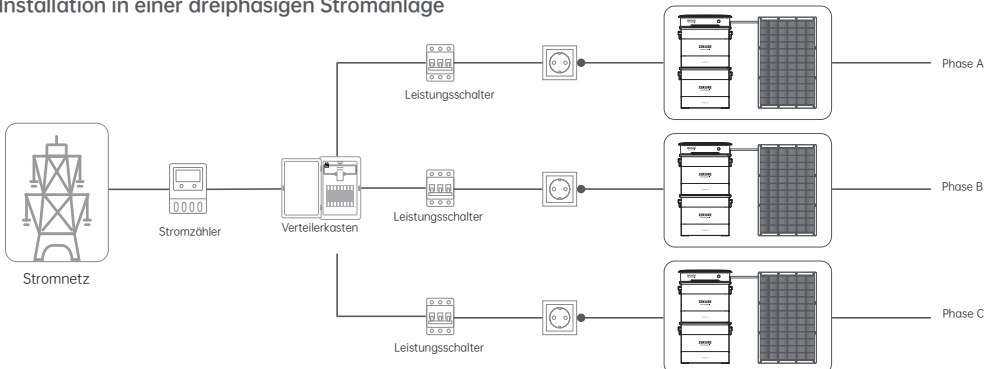 Installation in einer dreiphasigen Stromanlage
Leistungsschalter
Phase A
Stromnetz
Stromzähler
Verteilerkasten
Leistungsschalter
Phase B
Leistungsschalter
Phase C